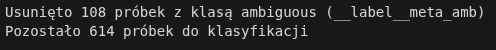 Usunięto 108 próbek z klasą ambiguous (__label__meta_amb)
Pozostało 614 próbek do klasyfikacji